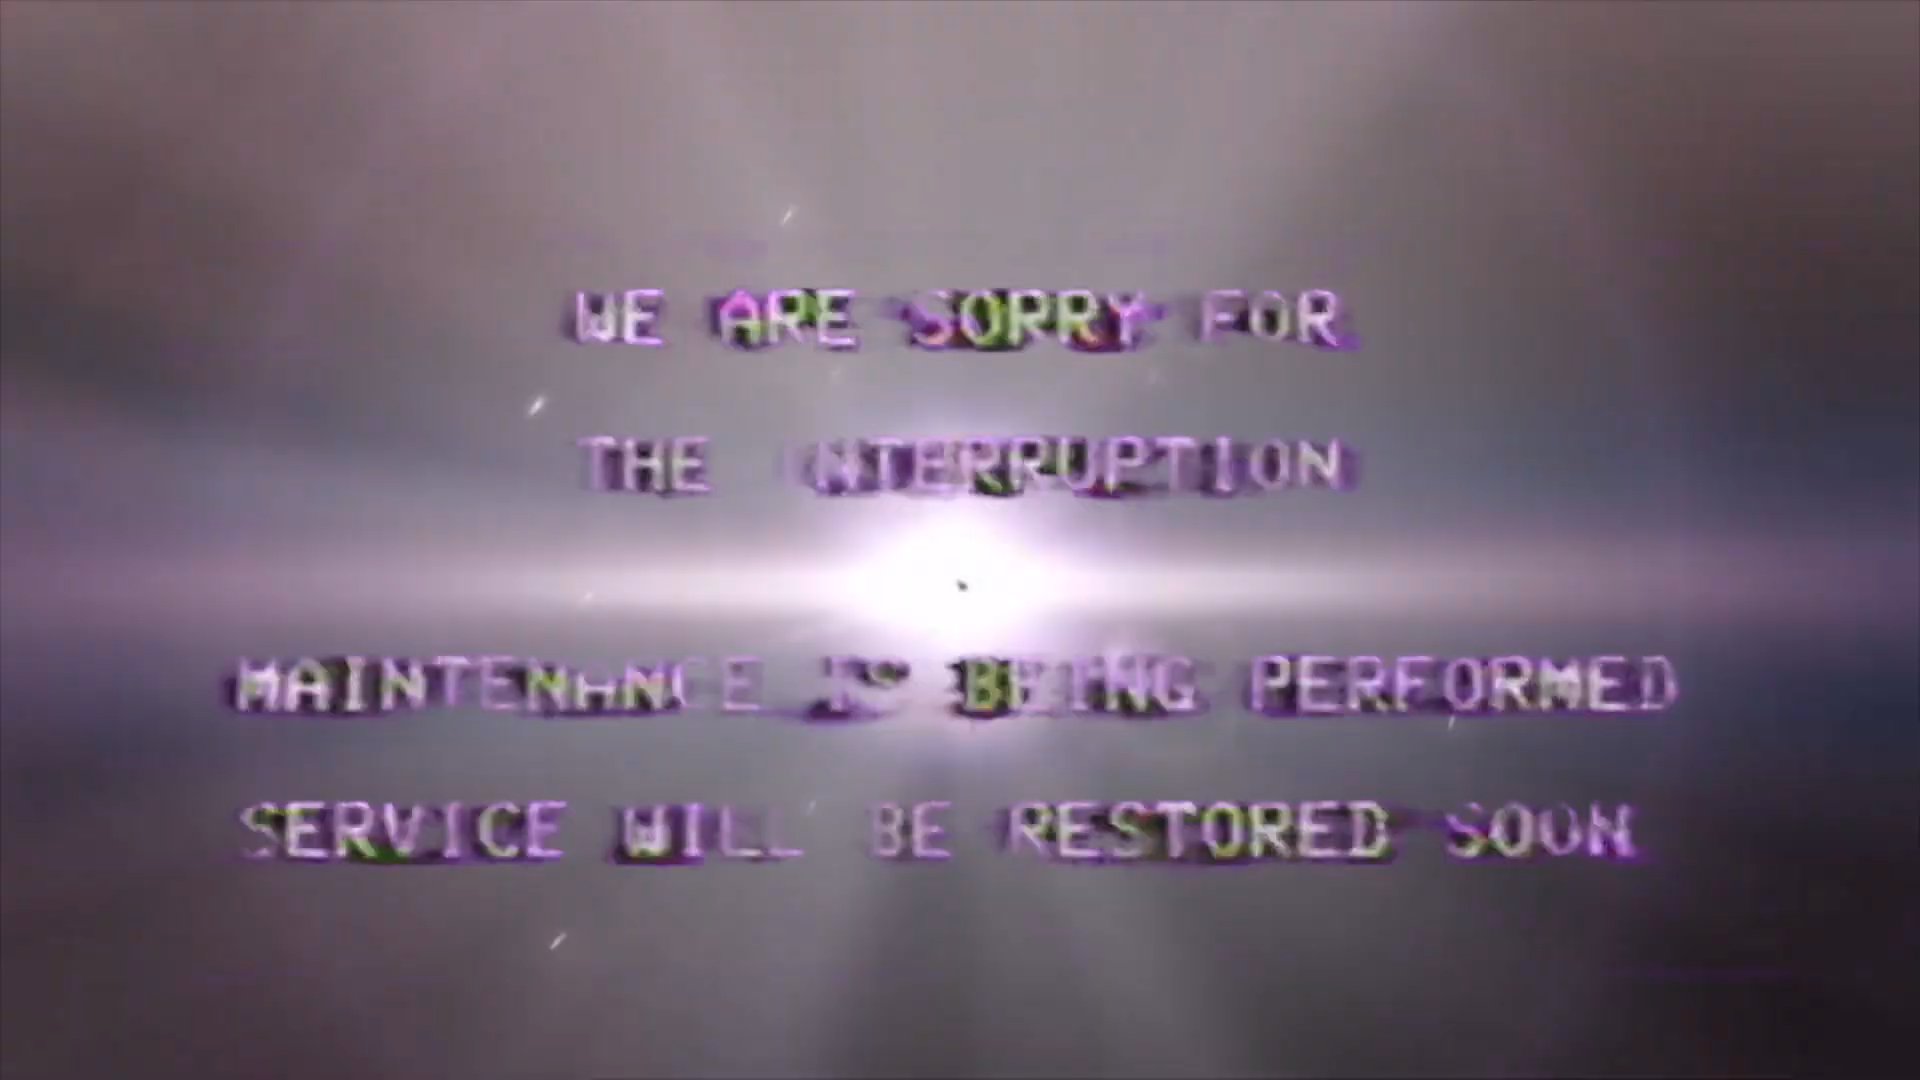 WE ARE SORRY FOR
THE INTERRUPTION
MAINTENANCE IS BEING PERFORMED
SERVICE WILL BE RESTORED SOON